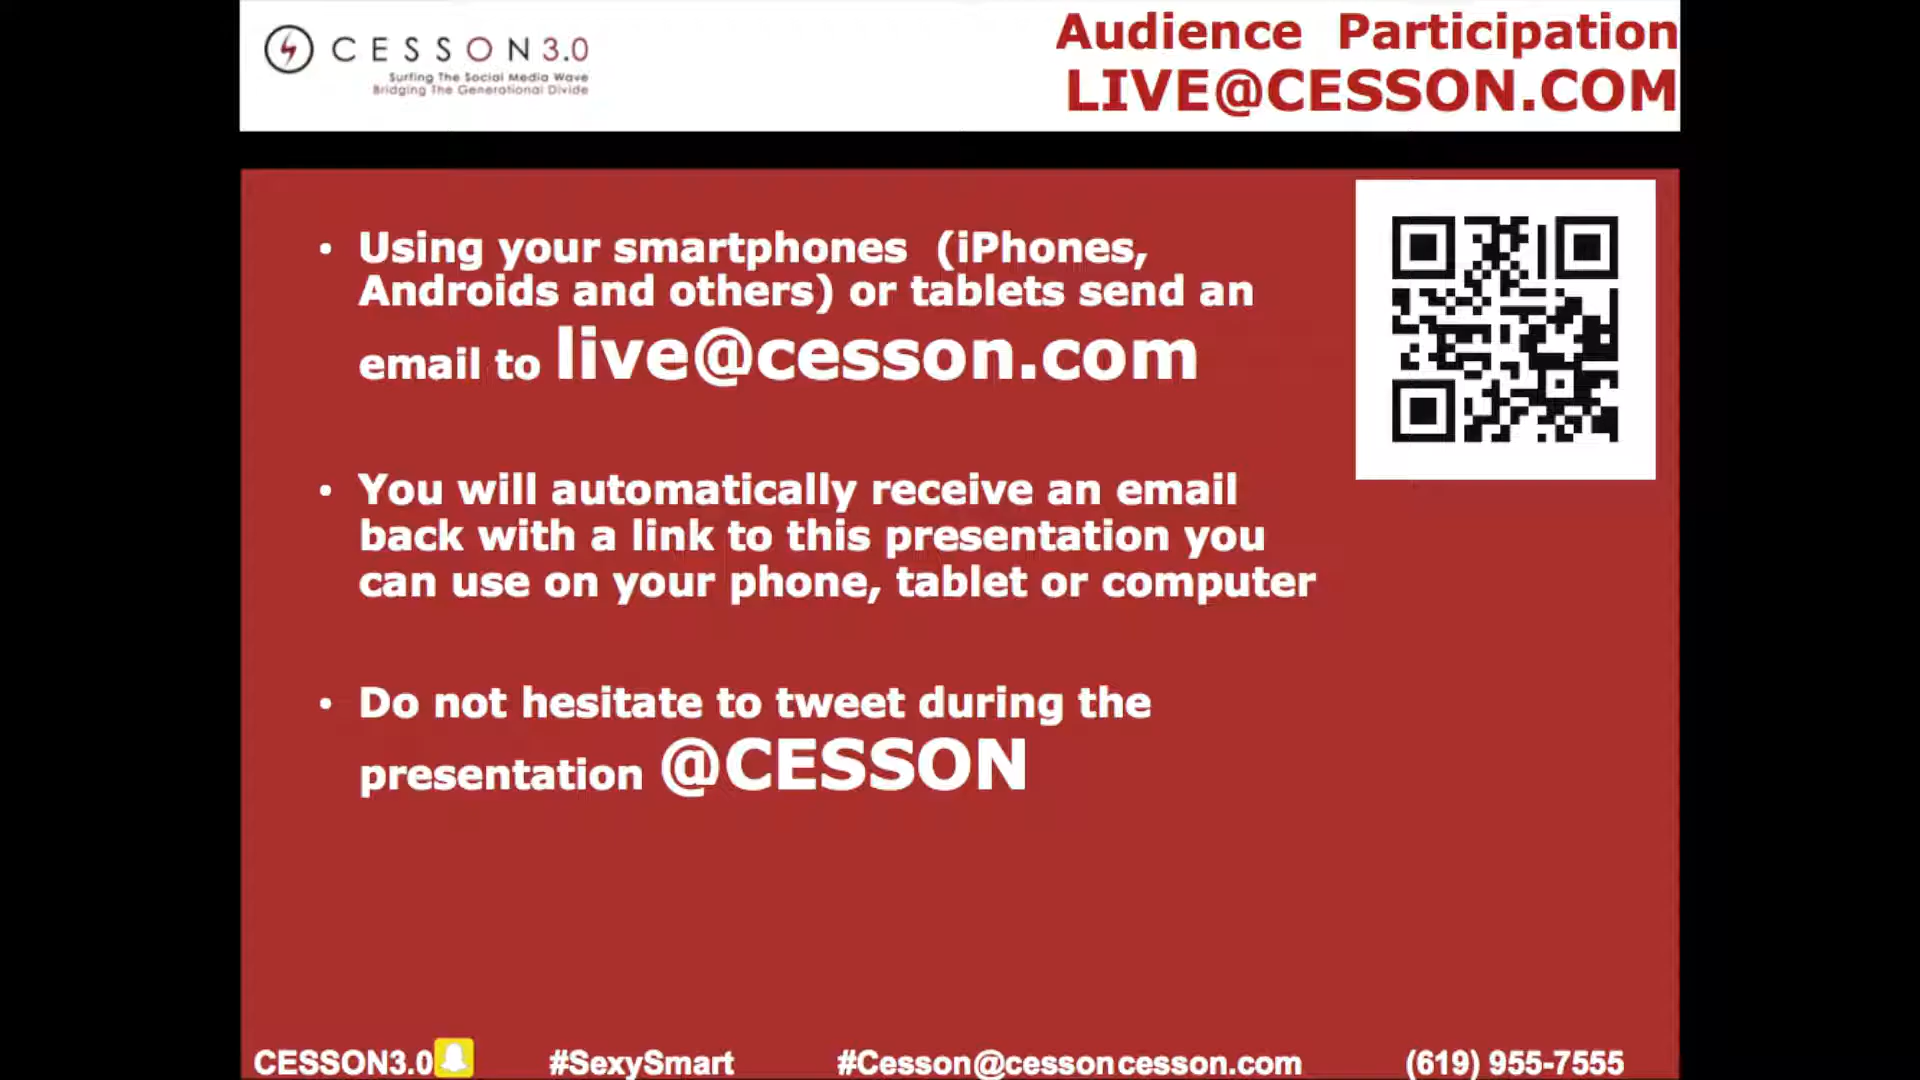 CESSON3.0
Surfing The Social Media Wave
Bridging The Generational Divide
Audience Participation
LIVE@CESSON.COM
• Using your smartphones (iPhones,
Androids and others) or tablets send an
email to live@cesson.com
• You will automatically receive an email
back with a link to this presentation you
can use on your phone, tablet or computer
• Do not hesitate to tweet during the
presentation @CESSON
CESSON3.0 #SexySmart #Cesson@cessoncesson.com (619) 955-7555